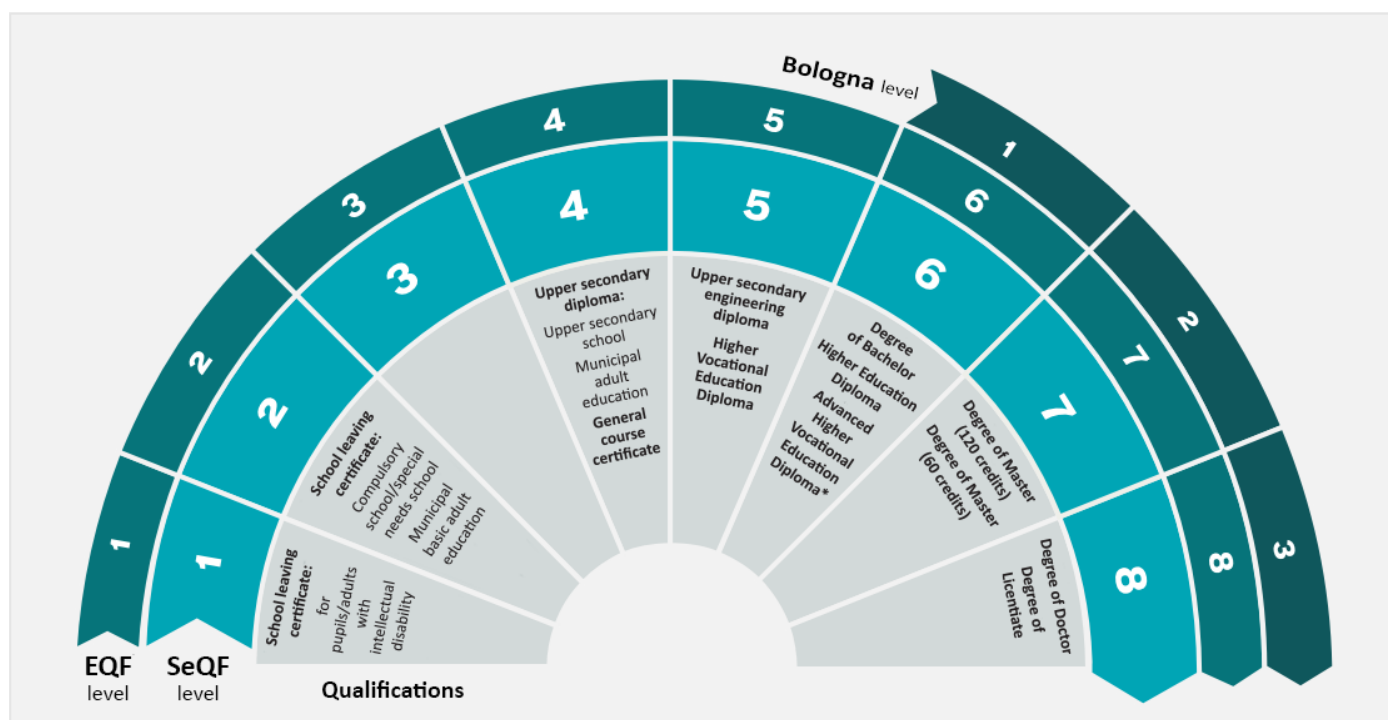 Bologna level
1
2
3
1
2
3
4
5
6
7
8
1
2
3
4
5
6
7
8
School leaving
certificate:
for
pupils/adults
with
intellectual
disability
School leaving
certificate:
Compulsory
school/special
needs school
Municipal
basic adult
education
Upper secondary
diploma:
Upper secondary
school
Municipal
adult
education
General
course
certificate
Upper secondary
engineering
diploma
Higher
Vocational
Education
Diploma
Degree
of Bachelor
Higher Education
Diploma
Advanced
Higher
Vocational
Education
Diploma*
Degree of Master
(120 credits)
Degree of Master
(60 credits)
Degree of Doctor
Degree of
Licentiate
EQF
level
SeQF
level
Qualifications